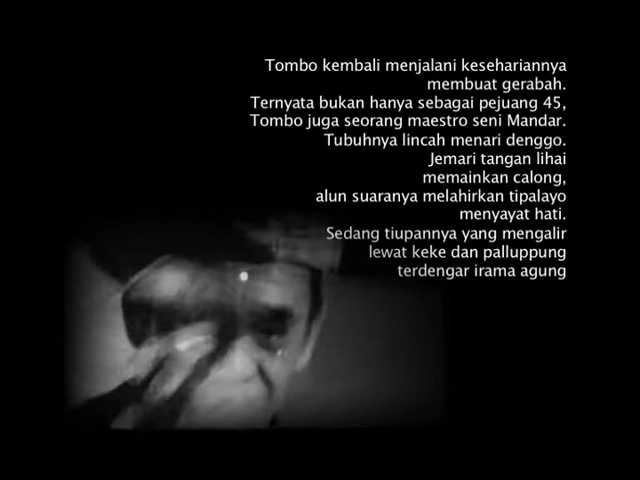 Tombo kembali menjalani kesehariannya
membuat gerabah.
Ternyata bukan hanya sebagai pejuang 45,
Tombo juga seorang maestro seni Mandar.
Tubuhnya lincah menari denggo.
Jemari tangan lihai
memainkan calong,
alun suaranya melahirkan tipalayo
menyayat hati.
Sedang tiupannya yang mengalir
lewat keke dan palluppung
terdengar irama agung